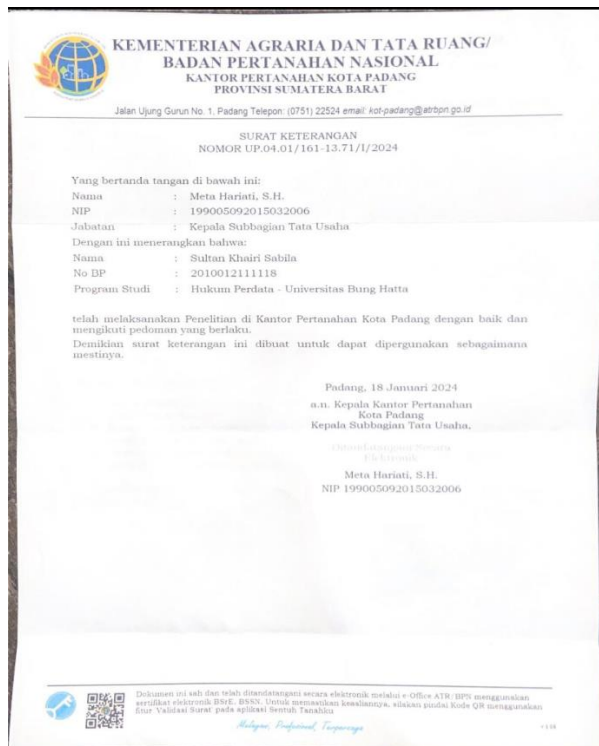 KEMENTERIAN AGRARIA DAN TATA RUANG/
BADAN PERTANAHAN NASIONAL
KANTOR PERTANAHAN KOTA PADANG
PROVINSI SUMATERA BARAT
Jalan Ujung Gurun No. 1, Padang Telepon: (0751) 22524 email: kot-padang@atrbpn.go.id
SURAT KETERANGAN
NOMOR UP.04.01/161-13.71/I/2024
Yang bertanda tangan di bawah ini:
Nama : Meta Hariati, S.H.
NIP : 199005092015032006
Jabatan : Kepala Subbagian Tata Usaha
Dengan ini menerangkan bahwa:
Nama : Sultan Khairi Sabila
No BP : 2010012111118
Program Studi : Hukum Perdata - Universitas Bung Hatta
telah melaksanakan Penelitian di Kantor Pertanahan Kota Padang dengan baik dan
mengikuti pedoman yang berlaku.
Demikian surat keterangan ini dibuat untuk dapat dipergunakan sebagaimana
mestinya.
Padang, 18 Januari 2024
a.n. Kepala Kantor Pertanahan
Kota Padang
Kepala Subbagian Tata Usaha,
Ditandatangani Secara
Elektronik
Meta Hariati, S.H.
NIP 199005092015032006
Dokumen ini sah dan telah ditandatangani secara elektronik melalui e-Office ATR/BPN menggunakan
sertifikat elektronik BSrE, BSSN. Untuk memastikan keasliannya, silakan pindai Kode QR menggunakan
fitur 'Validasi Surat' pada aplikasi Sentuh Tanahku
Melayani, Profesional, Terpercaya